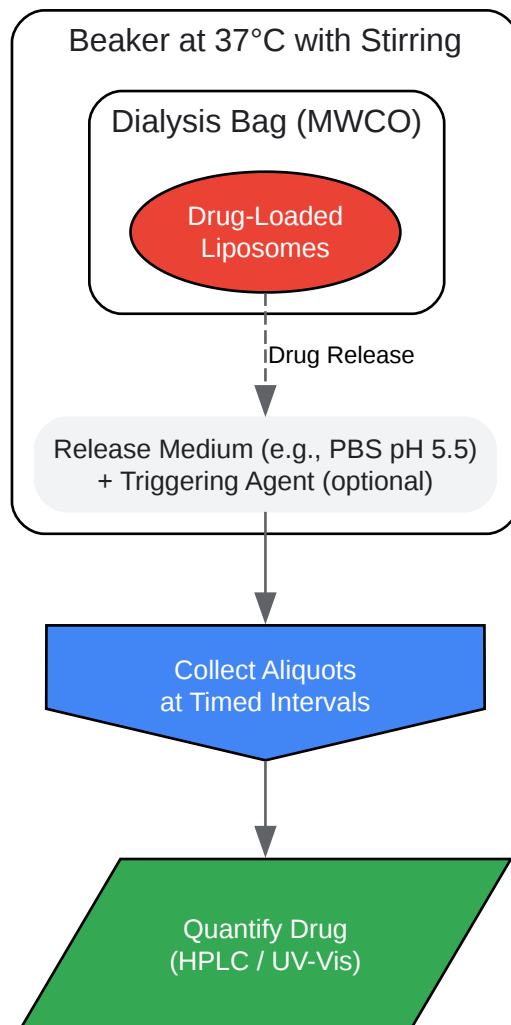 Beaker at 37°C with Stirring
Dialysis Bag (MWCO)
Drug-Loaded
Liposomes
Drug Release
Release Medium (e.g., PBS pH 5.5)
+ Triggering Agent (optional)
Collect Aliquots
at Timed Intervals
Quantify Drug
(HPLC / UV-Vis)